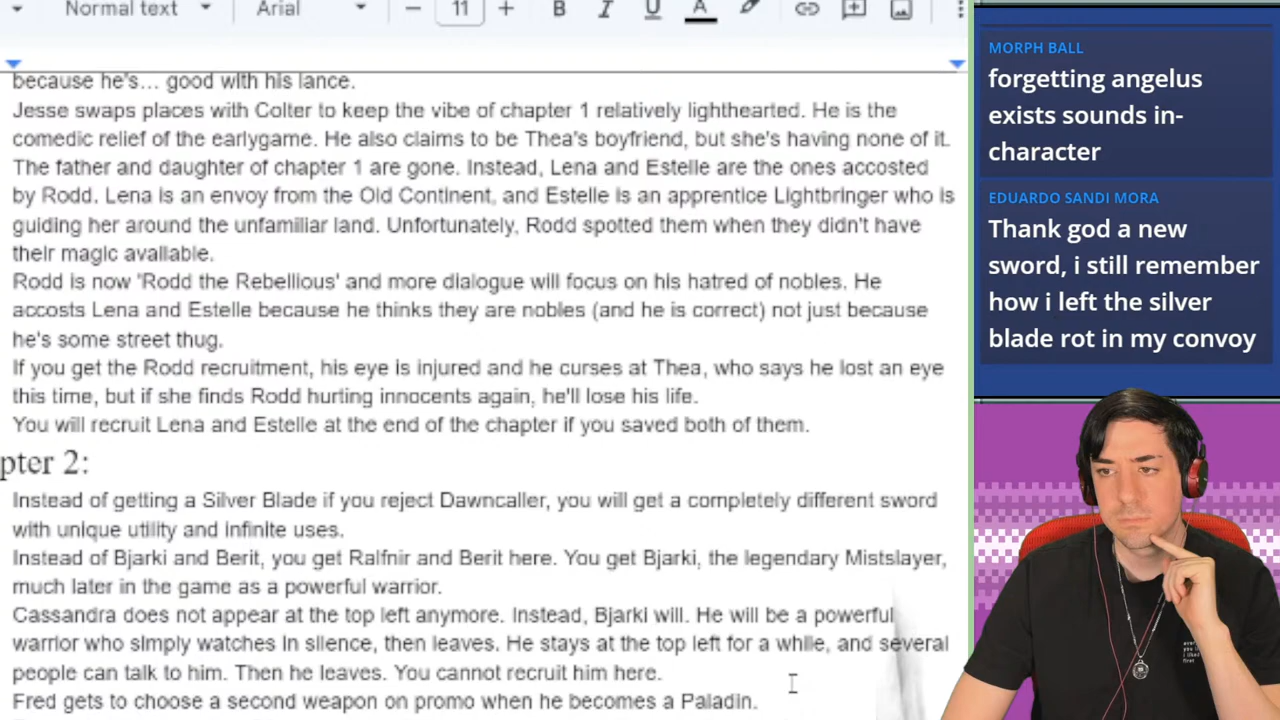 Normal text
Arial
11
B I U A
because he's... good with his lance.
Jesse swaps places with Colter to keep the vibe of chapter 1 relatively lighthearted. He is the
comedic relief of the earlygame. He also claims to be Thea's boyfriend, but she's having none of it.
The father and daughter of chapter 1 are gone. Instead, Lena and Estelle are the ones accosted
by Rodd. Lena is an envoy from the Old Continent, and Estelle is an apprentice Lightbringer who is
guiding her around the unfamiliar land. Unfortunately, Rodd spotted them when they didn't have
their magic available.
Rodd is now 'Rodd the Rebellious' and more dialogue will focus on his hatred of nobles. He
accosts Lena and Estelle because he thinks they are nobles (and he is correct) not just because
he's some street thug.
If you get the Rodd recruitment, his eye is injured and he curses at Thea, who says he lost an eye
this time, but if she finds Rodd hurting innocents again, he'll lose his life.
You will recruit Lena and Estelle at the end of the chapter if you saved both of them.
pter 2:
Instead of getting a Silver Blade if you reject Dawncaller, you will get a completely different sword
with unique utility and infinite uses.
Instead of Bjarki and Berit, you get Ralfnir and Berit here. You get Bjarki, the legendary Mistslayer,
much later in the game as a powerful warrior.
Cassandra does not appear at the top left anymore. Instead, Bjarki will. He will be a powerful
warrior who simply watches in silence, then leaves. He stays at the top left for a while, and several
people can talk to him. Then he leaves. You cannot recruit him here.
Fred gets to choose a second weapon on promo when he becomes a Paladin.
MORPH BALL
forgetting angelus
exists sounds in-
character
EDUARDO SANDI MORA
Thank god a new
sword, i still remember
how i left the silver
blade rot in my convoy